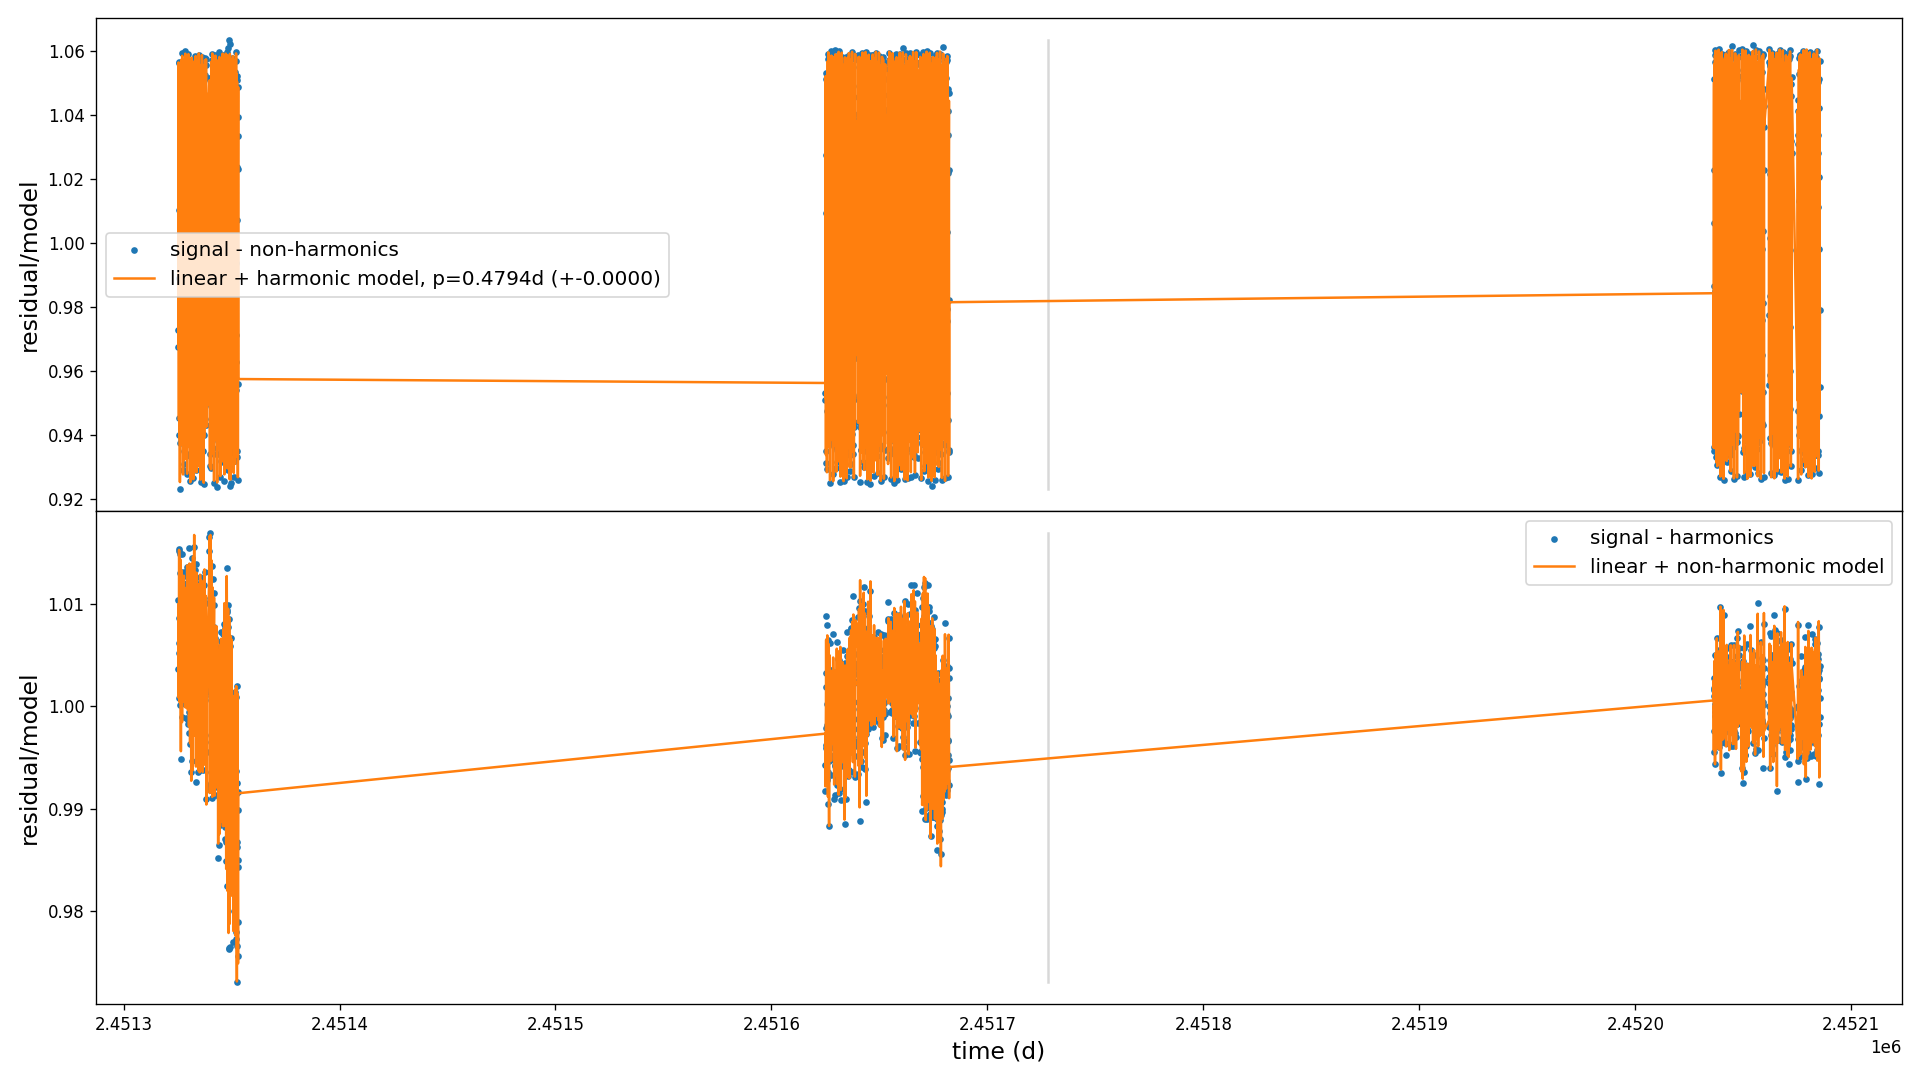 1.06
1.04
1.02
1.00
0.98
0.96
0.94
0.92
residual/model
signal - non-harmonics
linear + harmonic model, p=0.4794d (+-0.0000)
1.01
1.00
0.99
0.98
residual/model
signal - harmonics
linear + non-harmonic model
2.4513 2.4514 2.4515 2.4516 2.4517 2.4518 2.4519 2.4520 2.4521
time (d)
1e6